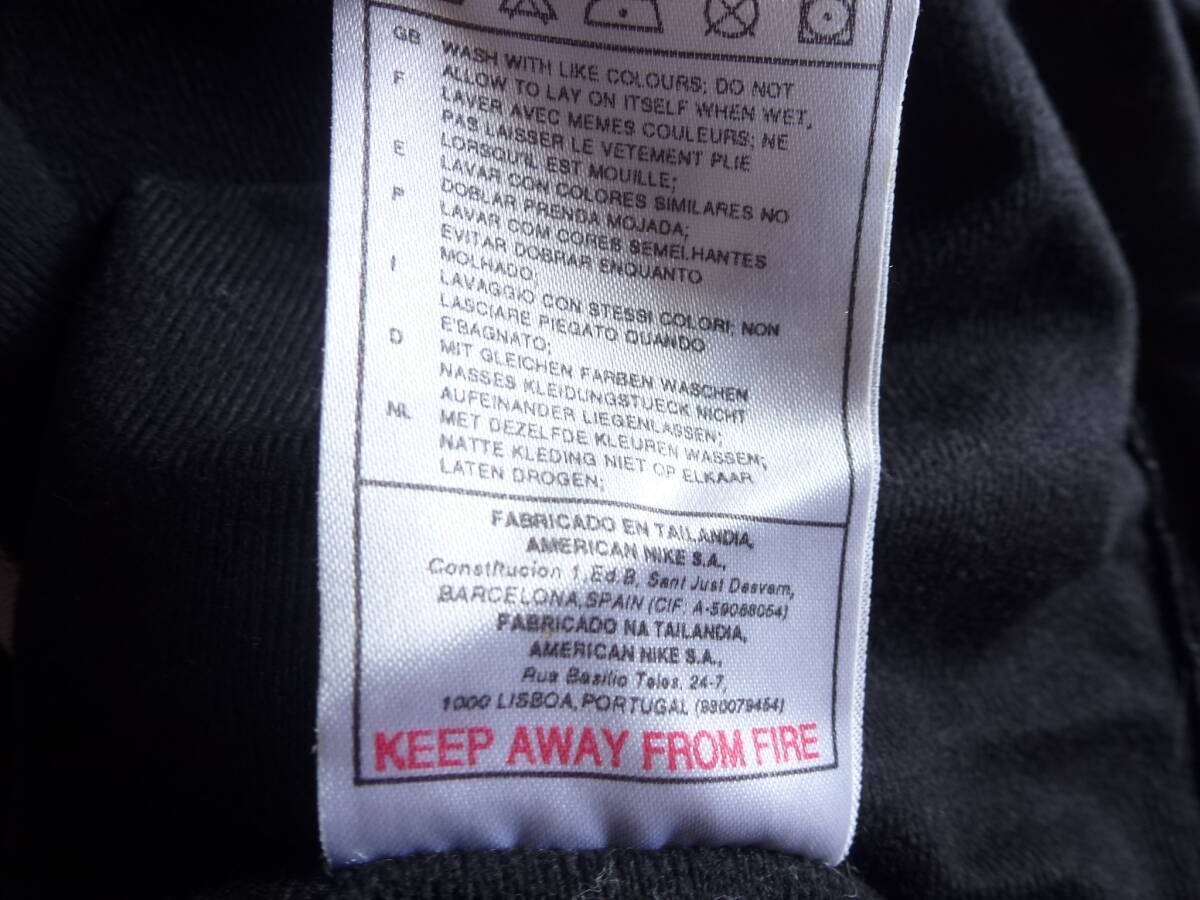 GB WASH WITH LIKE COLOURS; DO NOT
ALLOW TO LAY ON ITSELF WHEN WET,
F LAVER AVEC MEMES COULEURS; NE
PAS LAISSER LE VETEMENT PLIE
LORSQU'IL EST MOUILLE;
E LAVAR CON COLORES SIMILARES NO
DOBLAR PRENDA MOJADA;
P LAVAR COM CORES SEMELHANTES
EVITAR DOBRAR ENQUANTO
MOLHADO;
I LAVAGGIO CON STESSI COLORI; NON
LASCIARE PIEGATO QUANDO
E'BAGNATO;
D MIT GLEICHEN FARBEN WASCHEN
NASSES KLEIDUNGSTUECK NICHT
AUFEINANDER LIEGENLASSEN;
NL MET DEZELFDE KLEUREN WASSEN;
NATTE KLEDING NIET OP ELKAAR
LATEN DROGEN;
FABRICADO EN TAILANDIA,
AMERICAN NIKE S.A.,
Constitucion 1, Ed.B, Sant Just Desvern,
BARCELONA, SPAIN (CIF: A-59068054)
FABRICADO NA TAILANDIA,
AMERICAN NIKE S.A.,
Rua Basilio Teles, 24-7,
1000 LISBOA, PORTUGAL (980079454)
KEEP AWAY FROM FIRE